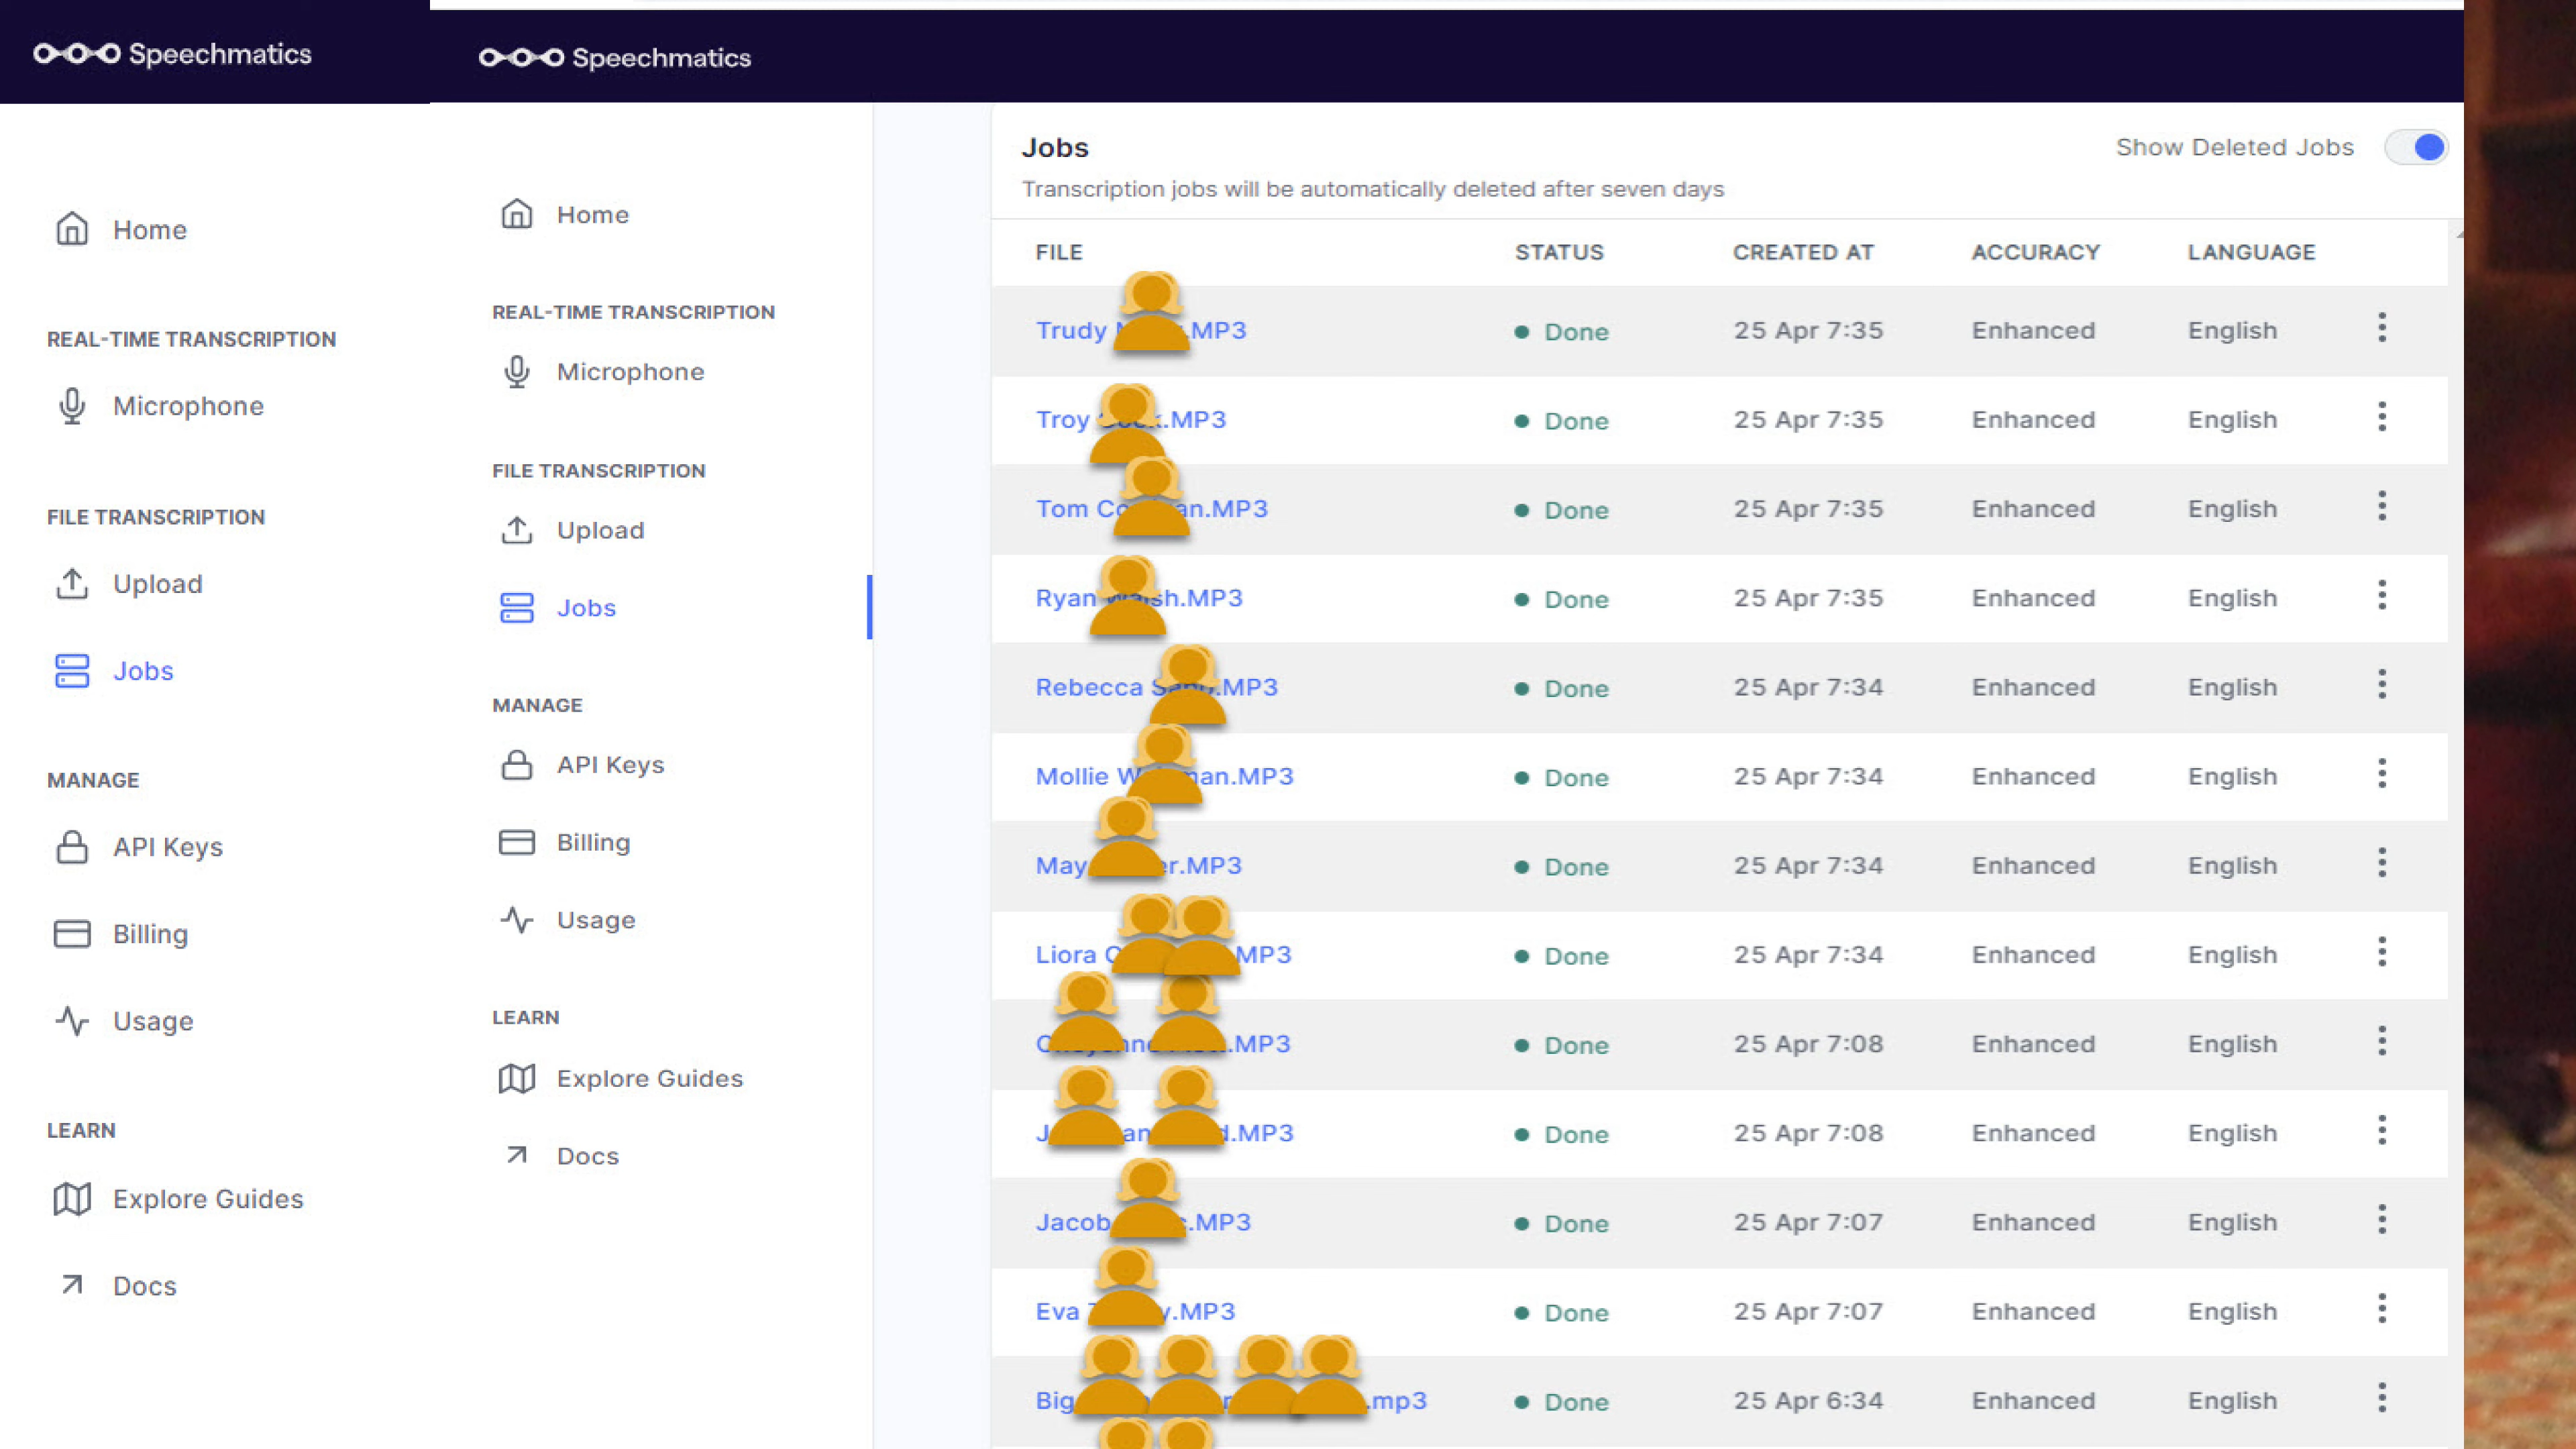 Speechmatics
Home
REAL-TIME TRANSCRIPTION
Microphone
FILE TRANSCRIPTION
Upload
Jobs
MANAGE
API Keys
Billing
Usage
LEARN
Explore Guides
Docs
Speechmatics
Home
REAL-TIME TRANSCRIPTION
Microphone
FILE TRANSCRIPTION
Upload
Jobs
MANAGE
API Keys
Billing
Usage
LEARN
Explore Guides
Docs
Jobs
Show Deleted Jobs
Transcription jobs will be automatically deleted after seven days
FILE STATUS CREATED AT ACCURACY LANGUAGE
Trudy .MP3 Done 25 Apr 7:35 Enhanced English
Troy .MP3 Done 25 Apr 7:35 Enhanced English
Tom .MP3 Done 25 Apr 7:35 Enhanced English
Ryan .MP3 Done 25 Apr 7:35 Enhanced English
Rebecca .MP3 Done 25 Apr 7:34 Enhanced English
Mollie .MP3 Done 25 Apr 7:34 Enhanced English
May .MP3 Done 25 Apr 7:34 Enhanced English
Liora .MP3 Done 25 Apr 7:34 Enhanced English
.MP3 Done 25 Apr 7:08 Enhanced English
.MP3 Done 25 Apr 7:08 Enhanced English
Jacob .MP3 Done 25 Apr 7:07 Enhanced English
Eva .MP3 Done 25 Apr 7:07 Enhanced English
Big .mp3 Done 25 Apr 6:34 Enhanced English